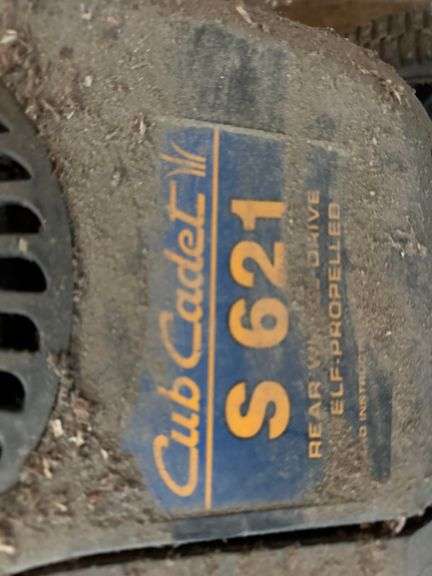 Cub Cadet
S 621
REAR DRIVE
ELF-PROPELLED